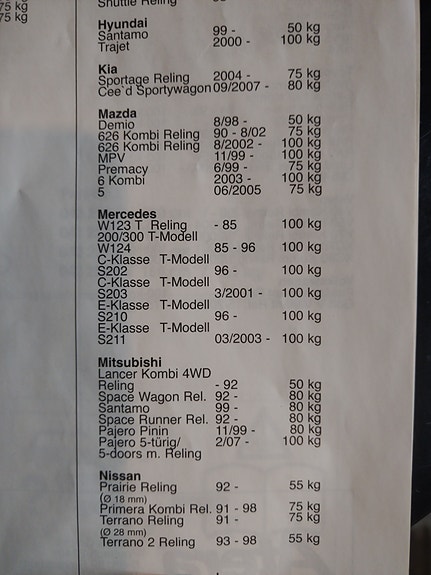 75 kg
75 kg
Shuttle Reling
Hyundai
Santamo 99 - 50 kg
Trajet 2000 - 100 kg
Kia
Sportage Reling 2004 - 75 kg
Cee`d Sportywagon 09/2007 - 80 kg
Mazda
Demio 8/98 - 50 kg
626 Kombi Reling 90 - 8/02 75 kg
626 Kombi Reling 8/2002 - 100 kg
MPV 11/99 - 100 kg
Premacy 6/99 - 75 kg
6 Kombi 2003 - 100 kg
5 06/2005 75 kg
Mercedes
W123 T Reling - 85 100 kg
200/300 T-Modell
W124 85 - 96 100 kg
C-Klasse T-Modell
S202 96 - 100 kg
C-Klasse T-Modell
S203 3/2001 - 100 kg
E-Klasse T-Modell
S210 96 - 100 kg
E-Klasse T-Modell
S211 03/2003 - 100 kg
Mitsubishi
Lancer Kombi 4WD
Reling - 92 50 kg
Space Wagon Rel. 92 - 80 kg
Santamo 99 - 80 kg
Space Runner Rel. 92 - 80 kg
Pajero Pinin 11/99 - 80 kg
Pajero 5-türig/ 2/07 - 100 kg
5-doors m. Reling
Nissan
Prairie Reling 92 - 55 kg
(Ø 18 mm)
Primera Kombi Rel. 91 - 98 75 kg
Terrano Reling 91 - 75 kg
(Ø 28 mm)
Terrano 2 Reling 93 - 98 55 kg